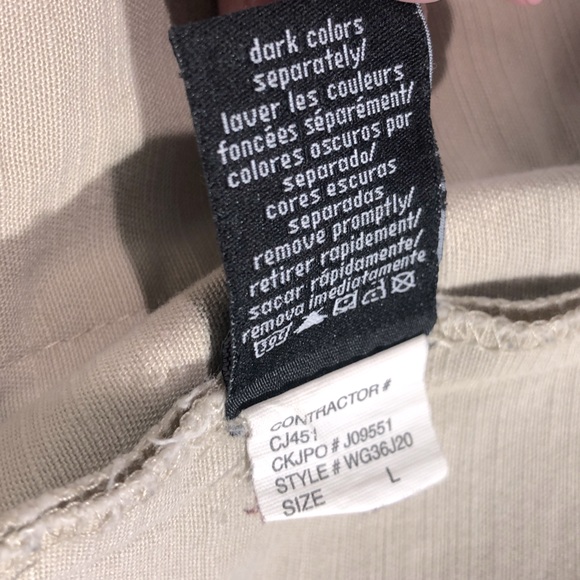 dark colors
separately/
laver les couleurs
foncées séparément/
colores oscuros por
separado/
cores escuras
separadas
remove promptly/
retirer rapidement/
sacar rápidamente/
remova imediatamente
CONTRACTOR #
CJ451
CKJPO # J09551
STYLE# WG36J20
SIZE L